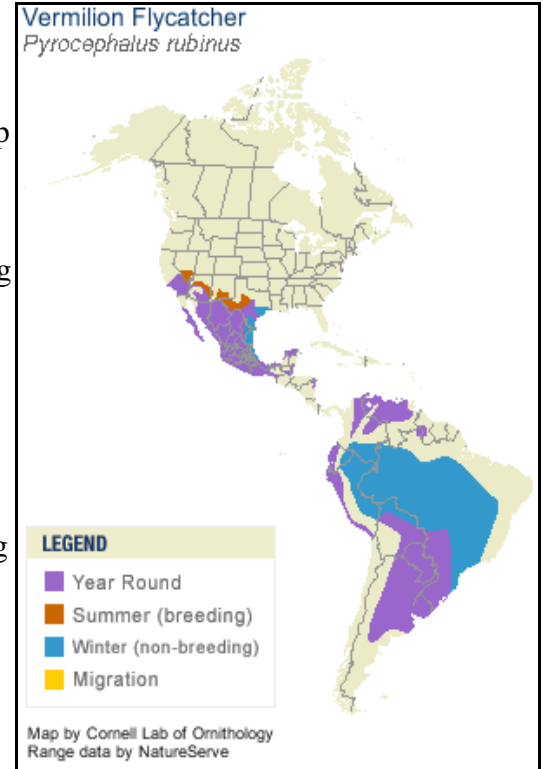 Vermilion Flycatcher
Pyrocephalus rubinus
p
g
g
LEGEND
Year Round
Summer (breeding)
Winter (non-breeding)
Migration
Map by Cornell Lab of Ornithology
Range data by NatureServe